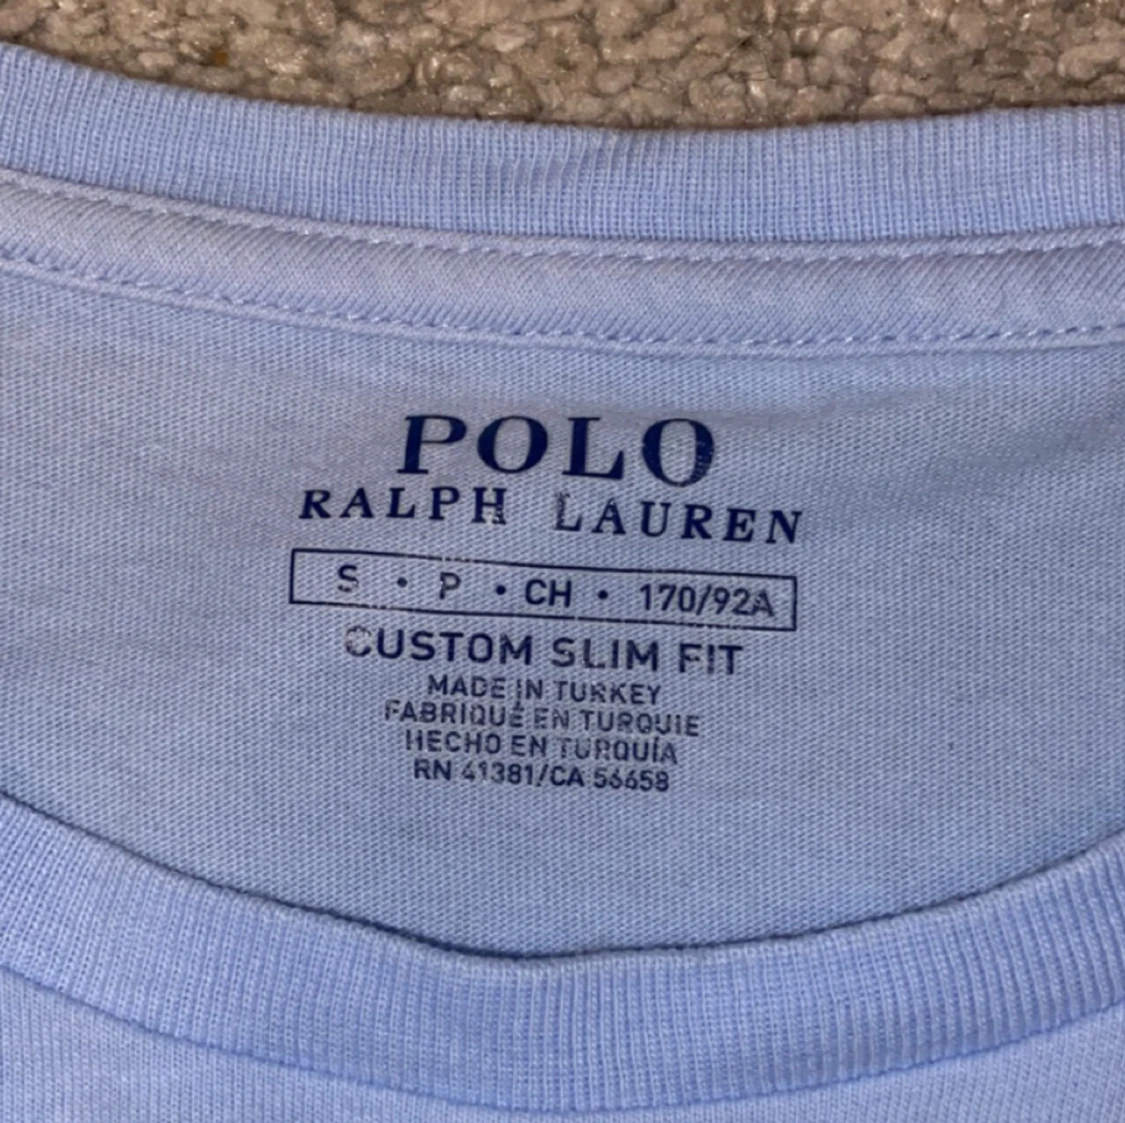 POLO
RALPH LAUREN
S • P • CH • 170/92A
CUSTOM SLIM FIT
MADE IN TURKEY
FABRIQUÉ EN TURQUIE
HECHO EN TURQUÍA
RN 41381/CA 56658